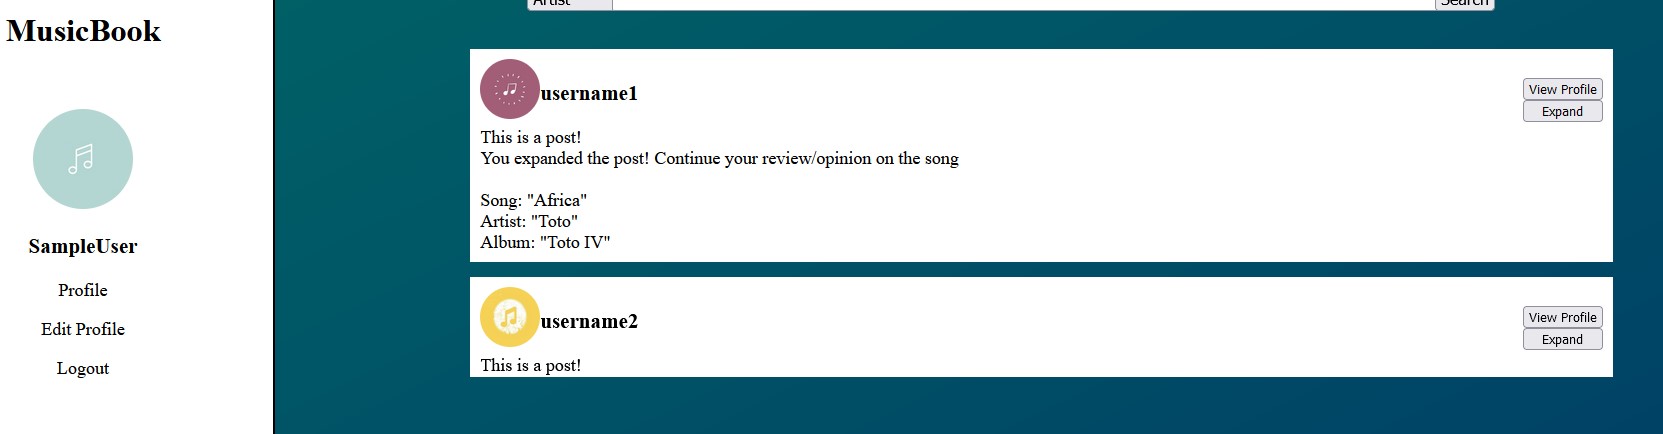 MusicBook
SampleUser
Profile
Edit Profile
Logout
Artist Search
username1
View Profile
Expand
This is a post!
You expanded the post! Continue your review/opinion on the song
Song: "Africa"
Artist: "Toto"
Album: "Toto IV"
username2
View Profile
Expand
This is a post!